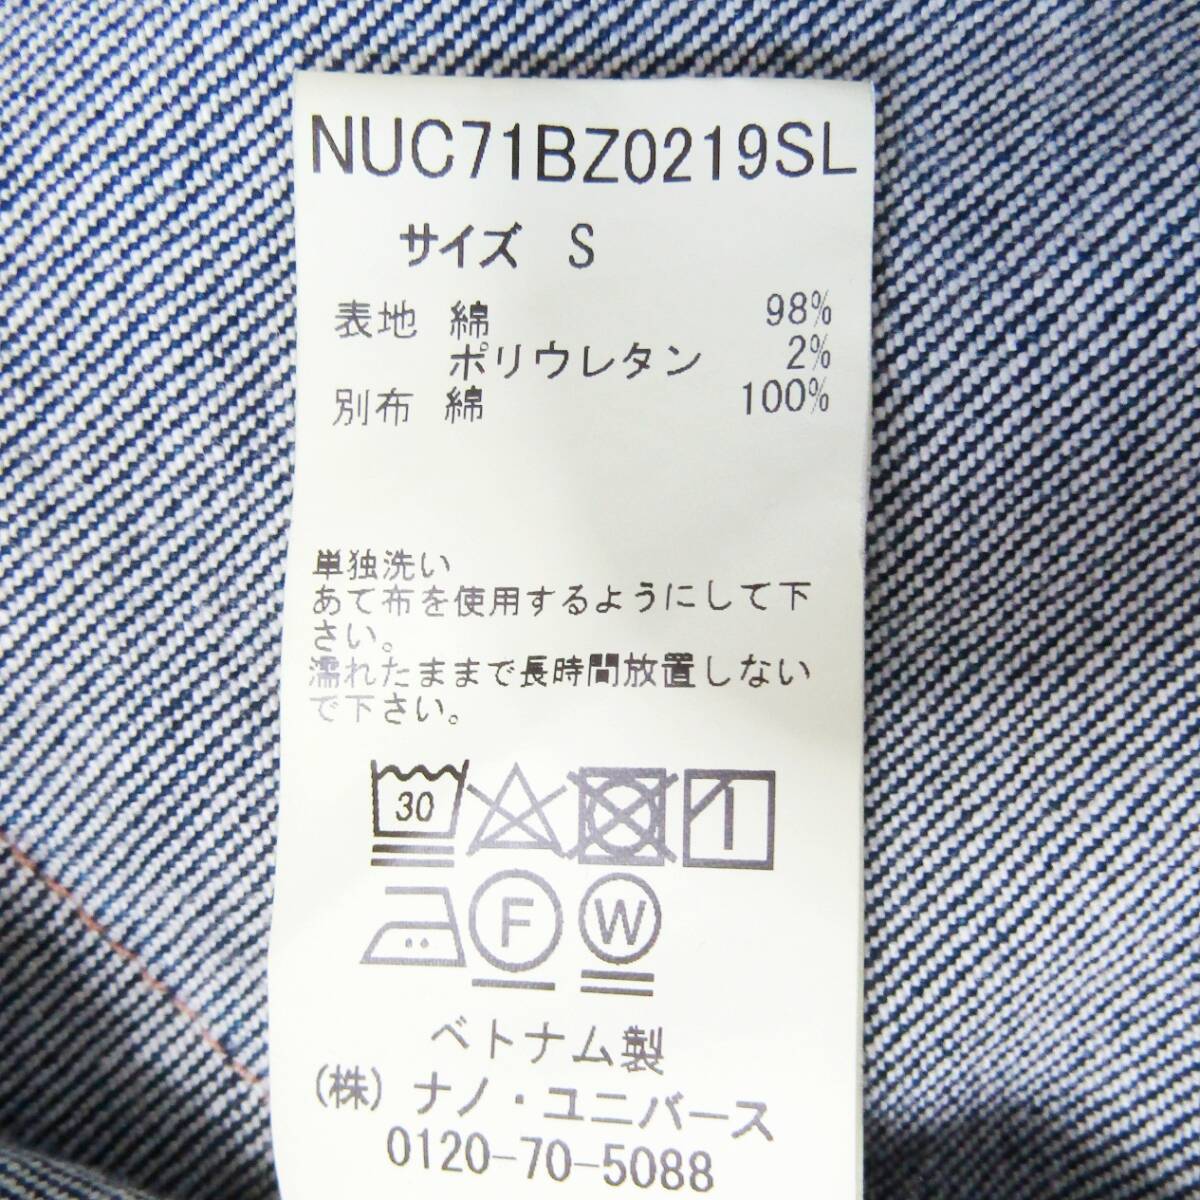 NUC71BZ0219SL
サイズ S
表地 綿 98%
ポリウレタン 2%
別布 綿 100%
単独洗い
あて布を使用するようにして下
さい。
濡れたままで長時間放置しない
で下さい。
30
F W
ベトナム製
(株)ナノ・ユニバース
0120-70-5088